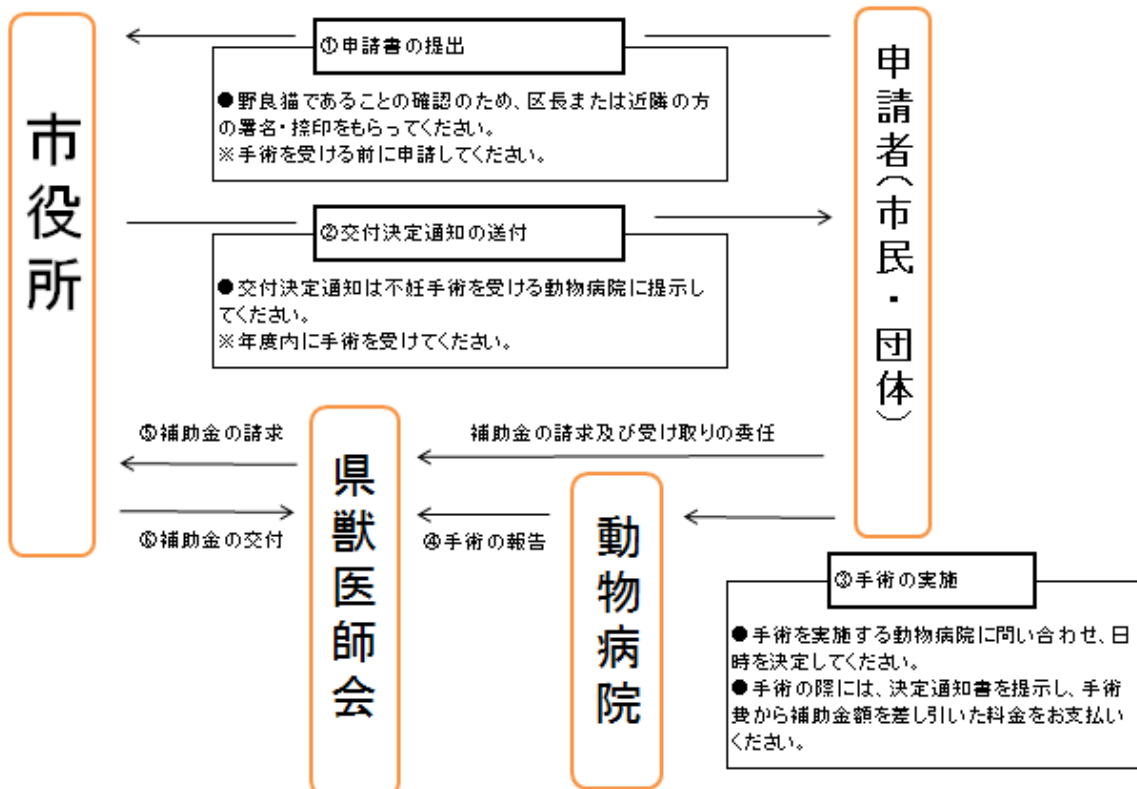 市役所
①申請書の提出
●野良猫であることの確認のため、区長または近隣の方
の署名・捺印をもらってください。
※手術を受ける前に申請してください。
申請者(市民・団体)
②交付決定通知の送付
●交付決定通知は不妊手術を受ける動物病院に提示し
てください。
※年度内に手術を受けてください。
⑤補助金の請求
補助金の請求及び受け取りの委任
県獣医師会
動物病院
⑥補助金の交付
④手術の報告
③手術の実施
●手術を実施する動物病院に問い合わせ、日
時を決定してください。
●手術の際には、決定通知書を提示し、手術
費から補助金額を差し引いた料金をお支払い
ください。